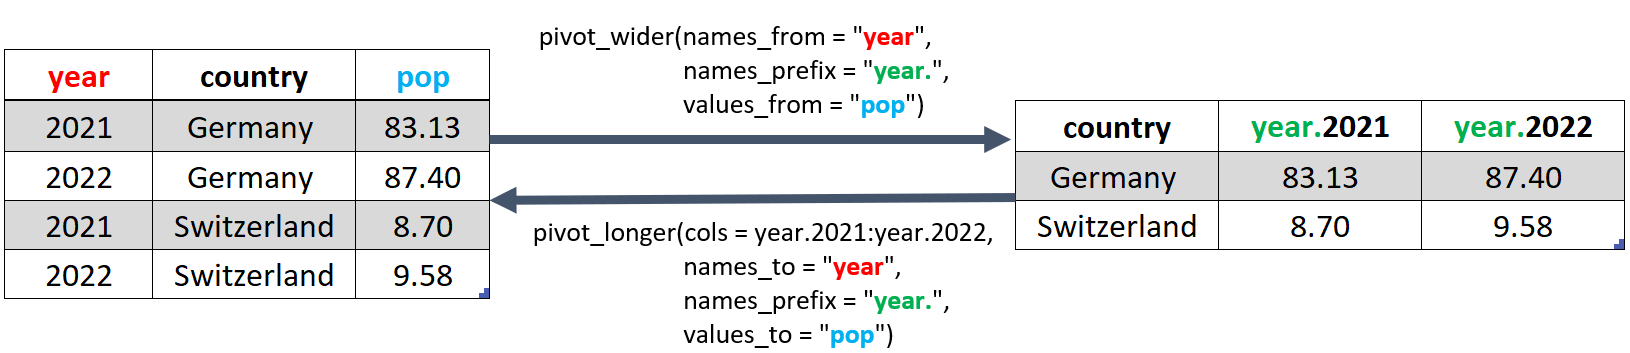 pivot_wider(names_from = "year",
names_prefix = "year.",
values_from = "pop")
year country pop
2021 Germany 83.13
2022 Germany 87.40
2021 Switzerland 8.70
2022 Switzerland 9.58
country year.2021 year.2022
Germany 83.13 87.40
Switzerland 8.70 9.58
pivot_longer(cols = year.2021:year.2022,
names_to = "year",
names_prefix = "year.",
values_to = "pop")